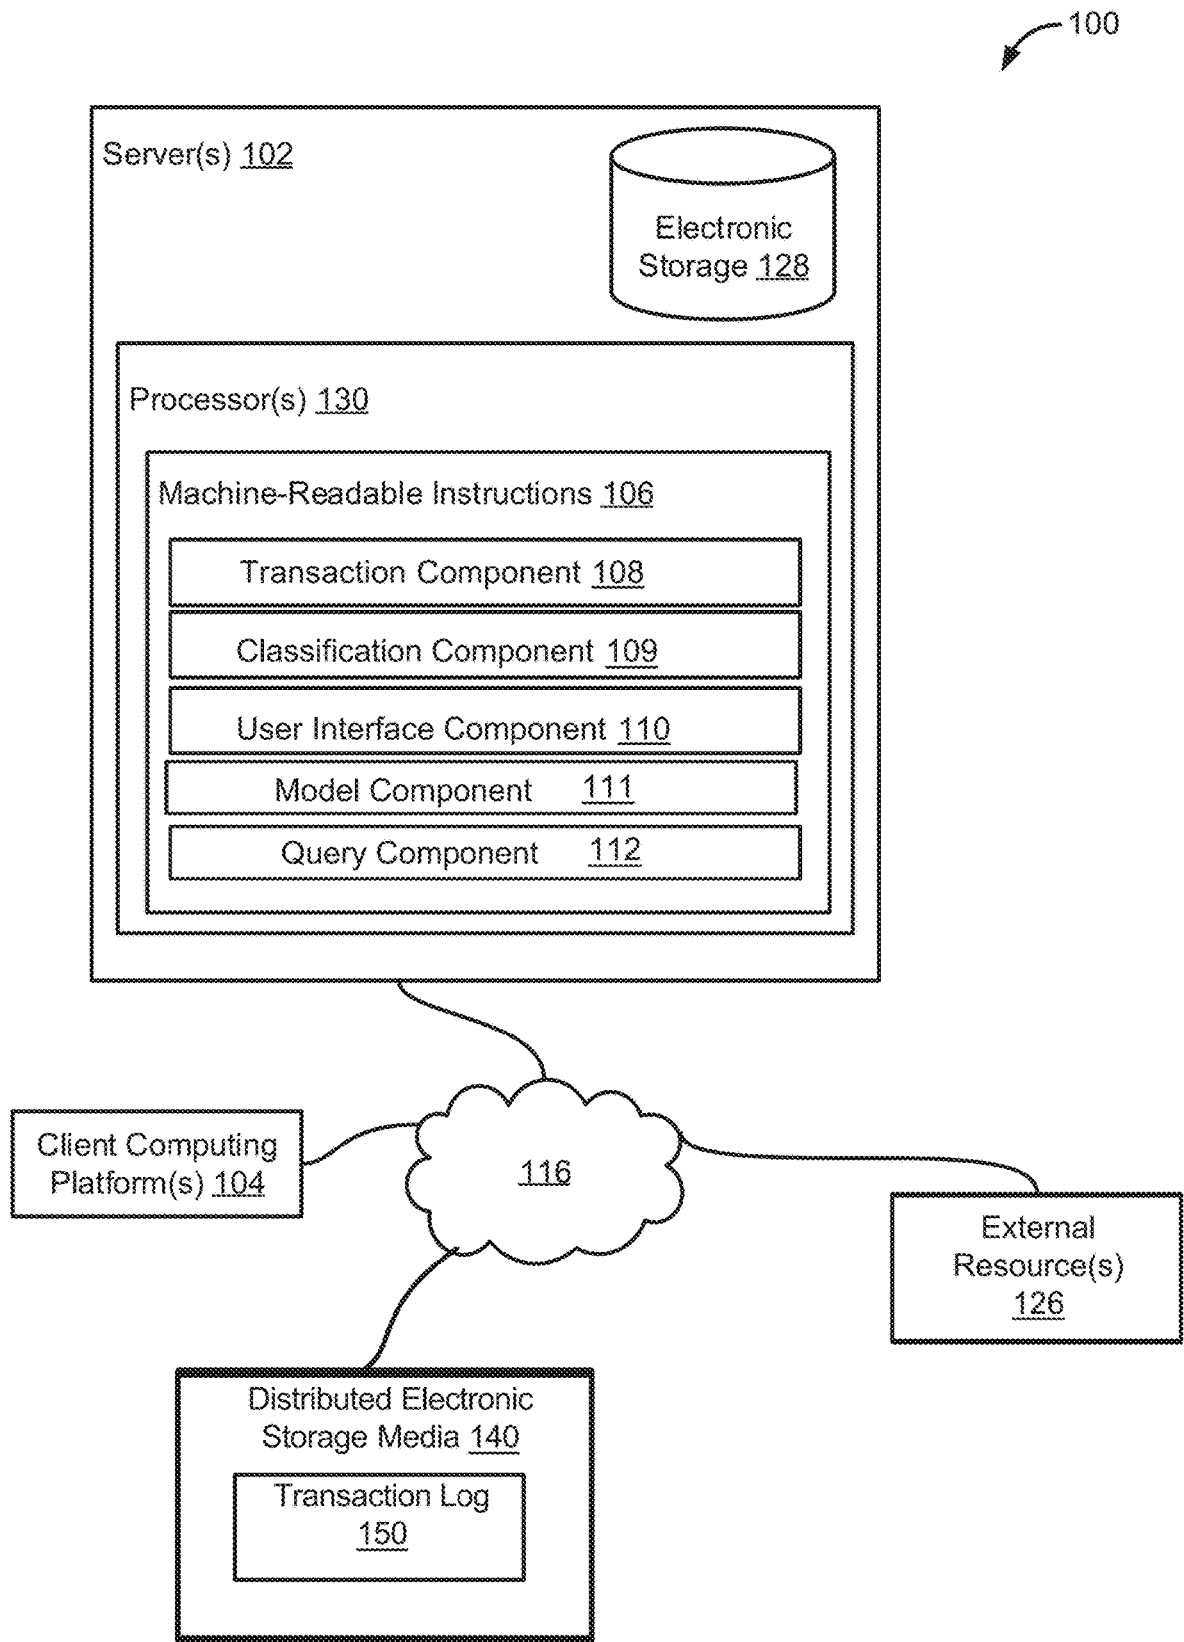 100
Server(s) 102
Electronic
Storage 128
Processor(s) 130
Machine-Readable Instructions 106
Transaction Component 108
Classification Component 109
User Interface Component 110
Model Component 111
Query Component 112
Client Computing
Platform(s) 104
116
External
Resource(s)
126
Distributed Electronic
Storage Media 140
Transaction Log
150